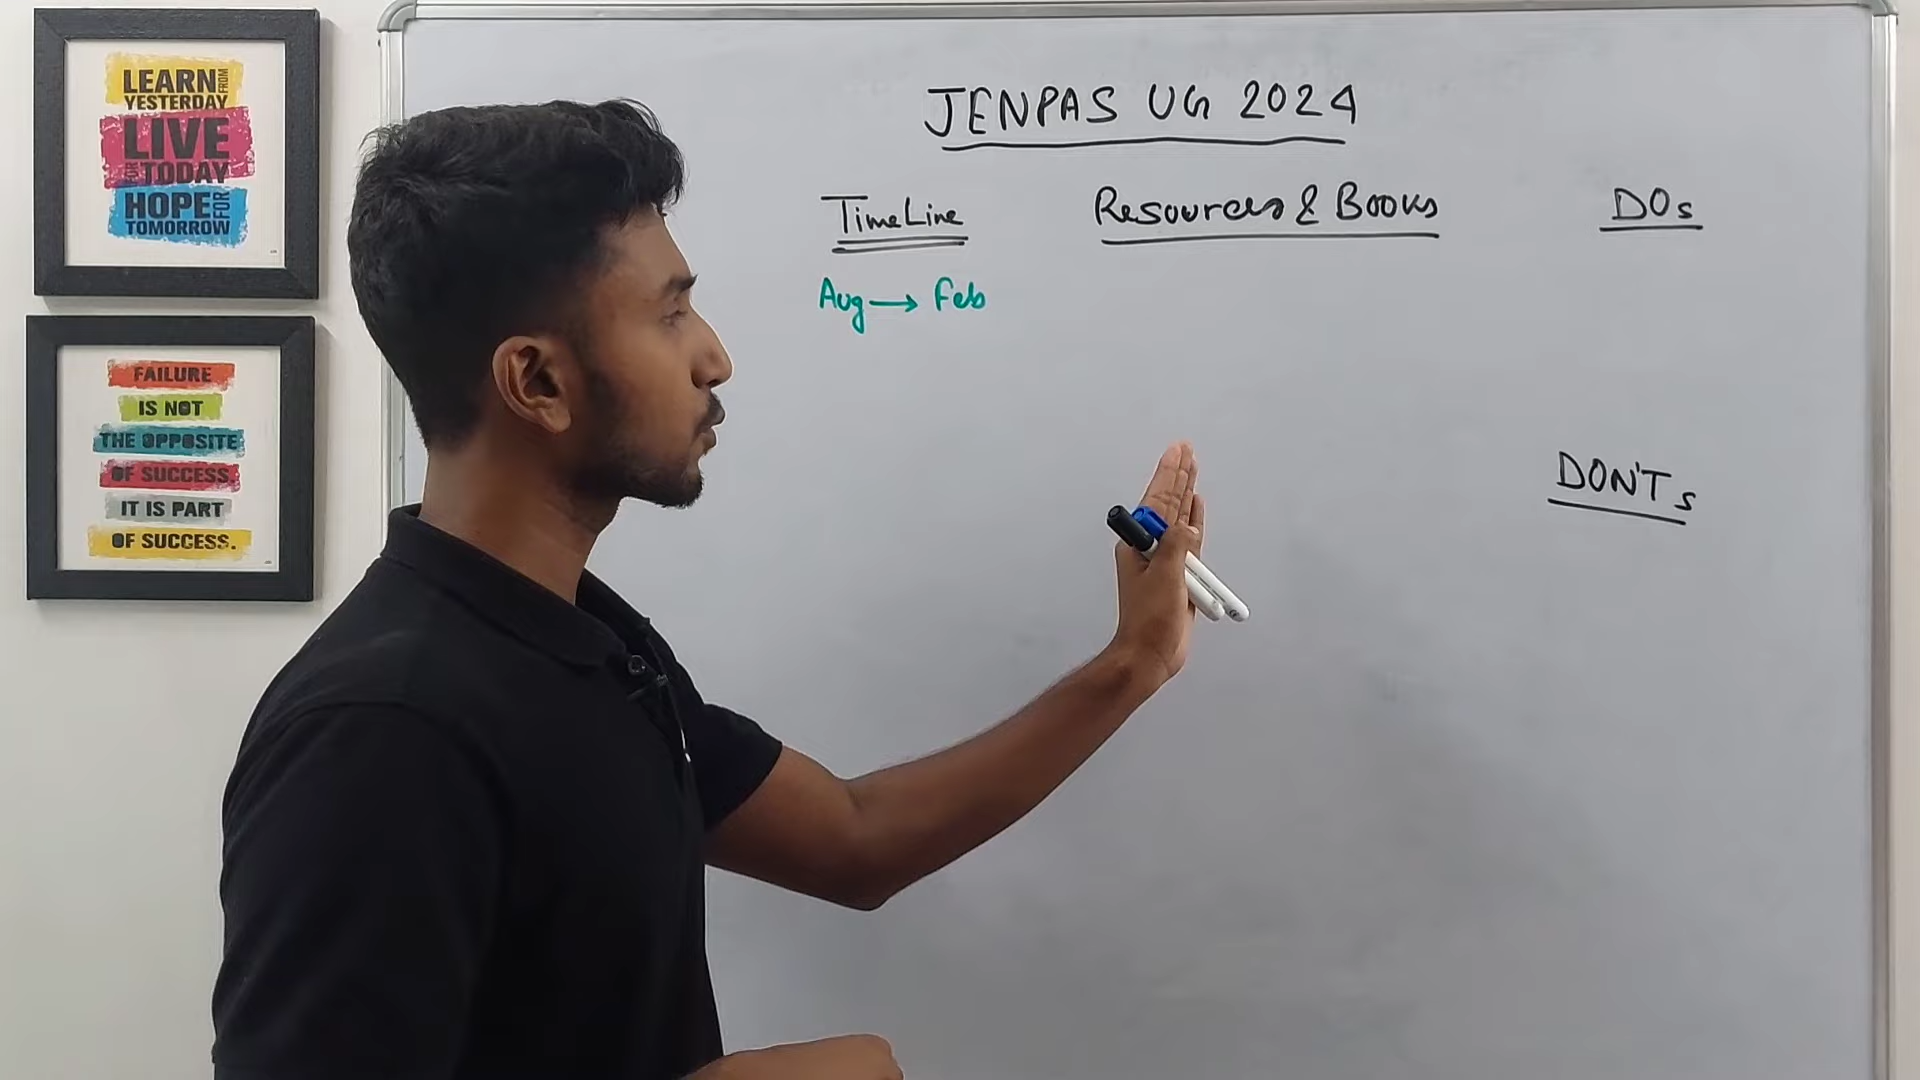 LEARN FROM
YESTERDAY
LIVE
FOR TODAY
HOPE FOR
TOMORROW
FAILURE
IS NOT
THE OPPOSITE
OF SUCCESS.
IT IS PART
OF SUCCESS.
JENPAS UG 2024
TimeLine
Aug → Feb
Resources & Books
DOs
DON'Ts